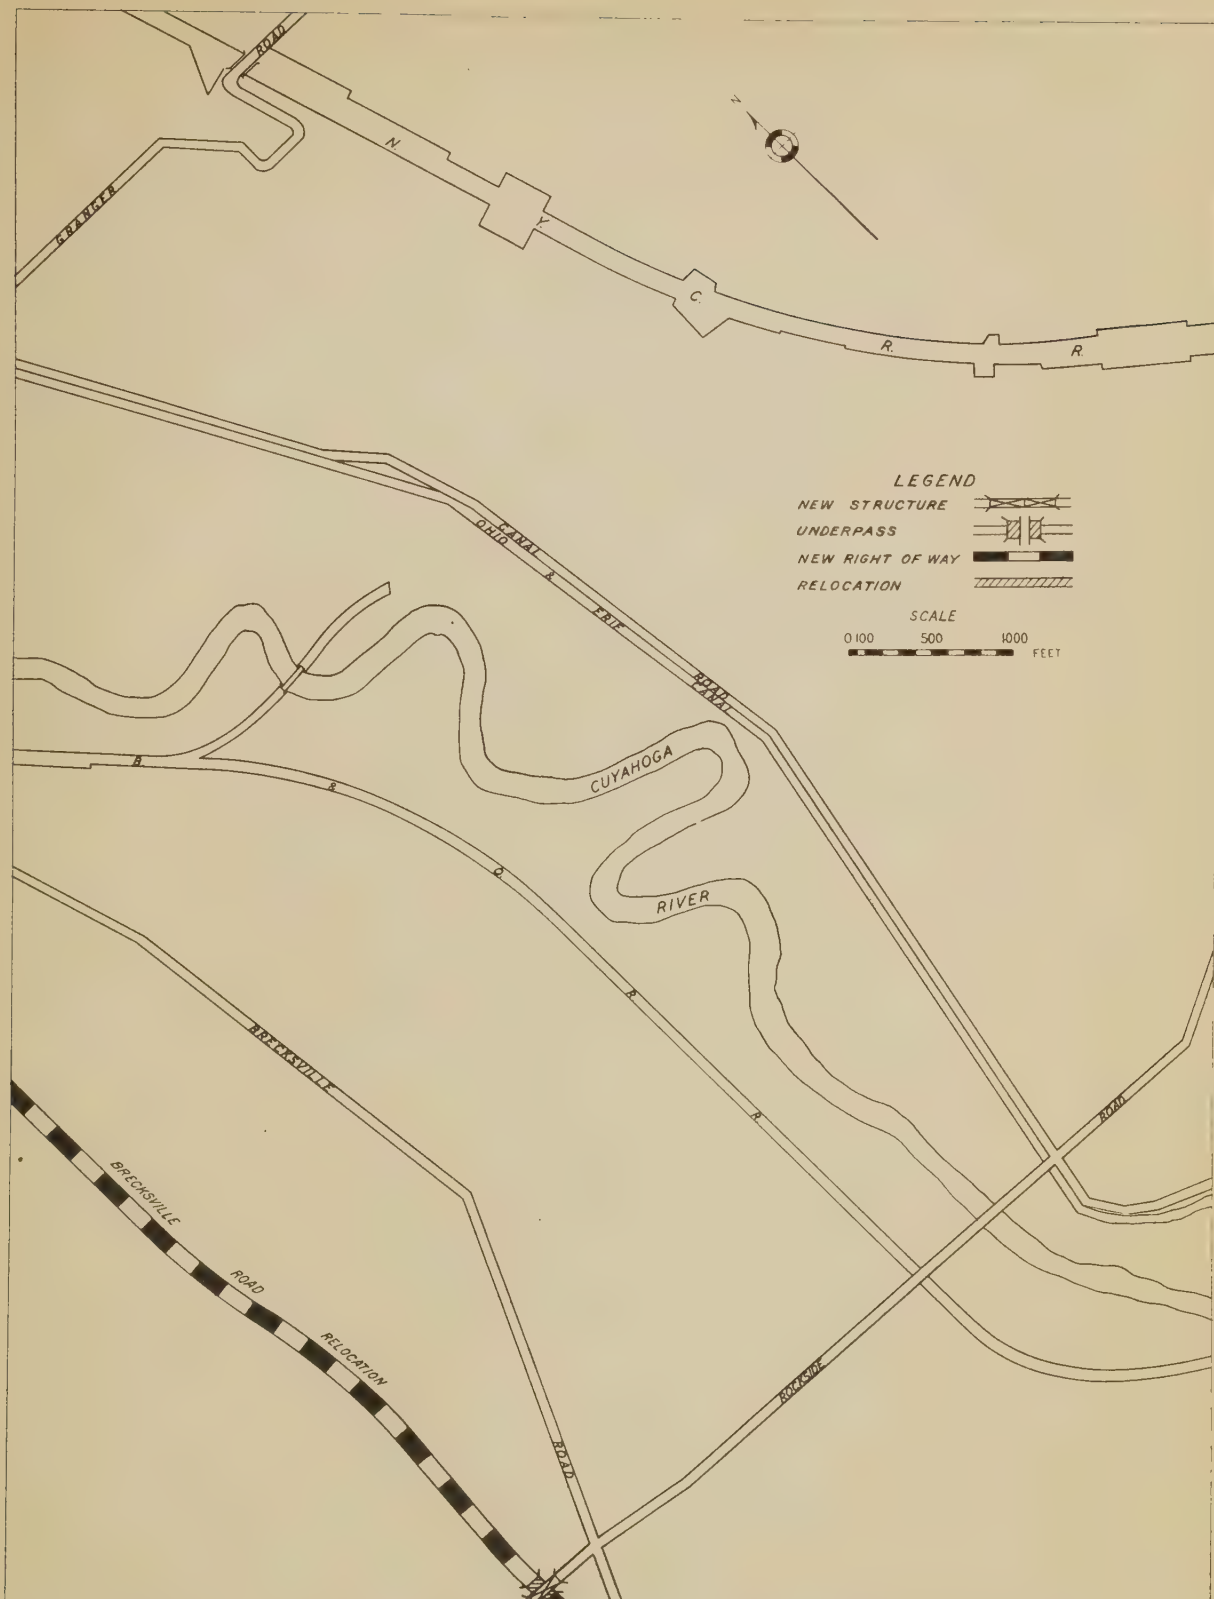 ROAD
N. Y. C. R. R.
GRANGER
N
LEGEND
NEW STRUCTURE
UNDERPASS
NEW RIGHT OF WAY
RELOCATION
SCALE
0 100 500 1000
FEET
CANAL ROAD
OHIO & ERIE CANAL
CUYAHOGA
RIVER
B. & O. R. R.
BRECKSVILLE
ROAD
BRECKSVILLE ROAD RELOCATION
ROCKSIDE
ROAD